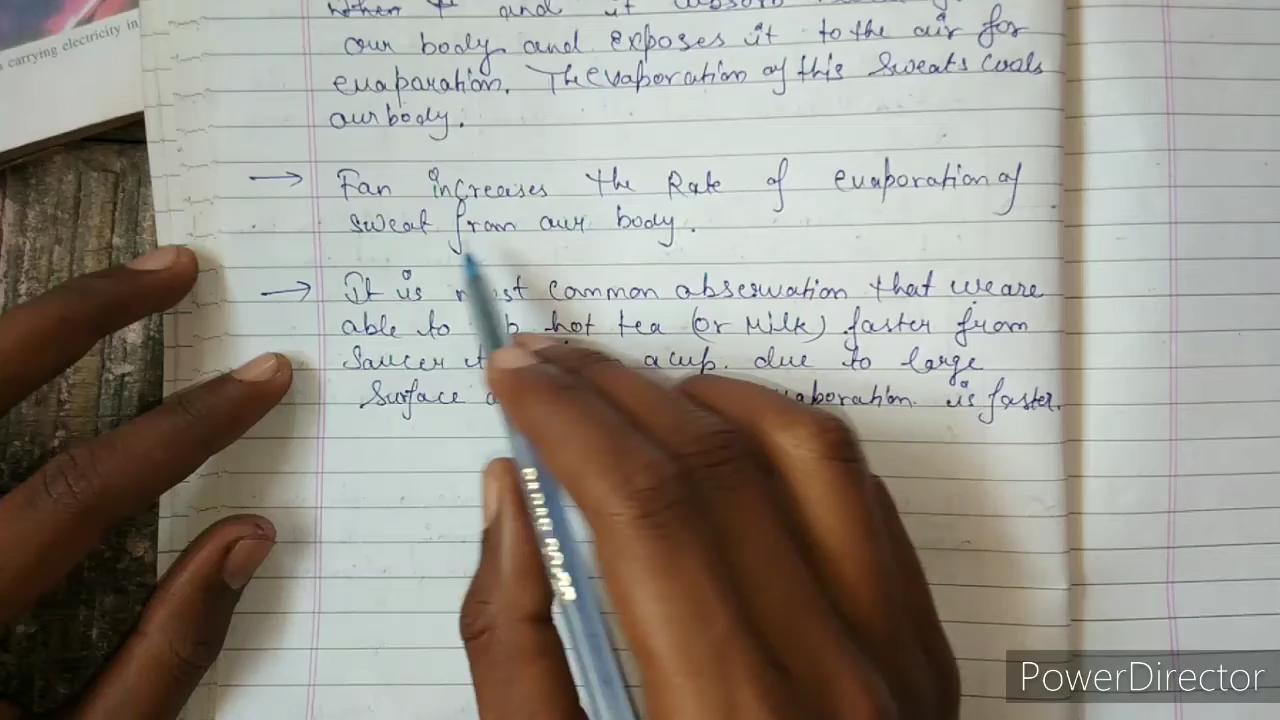 carrying electricity in
and it absorb
our body and exposes it to the air for
evaporation. The evaporation of this sweats cools
our body.
→ Fan increases the Rate of evaporation of
sweat from our body.
→ It is most common observation that we are
able to hot tea (or Milk) faster from
Saucer a cup. due to large
Surface is faster.
PowerDirector